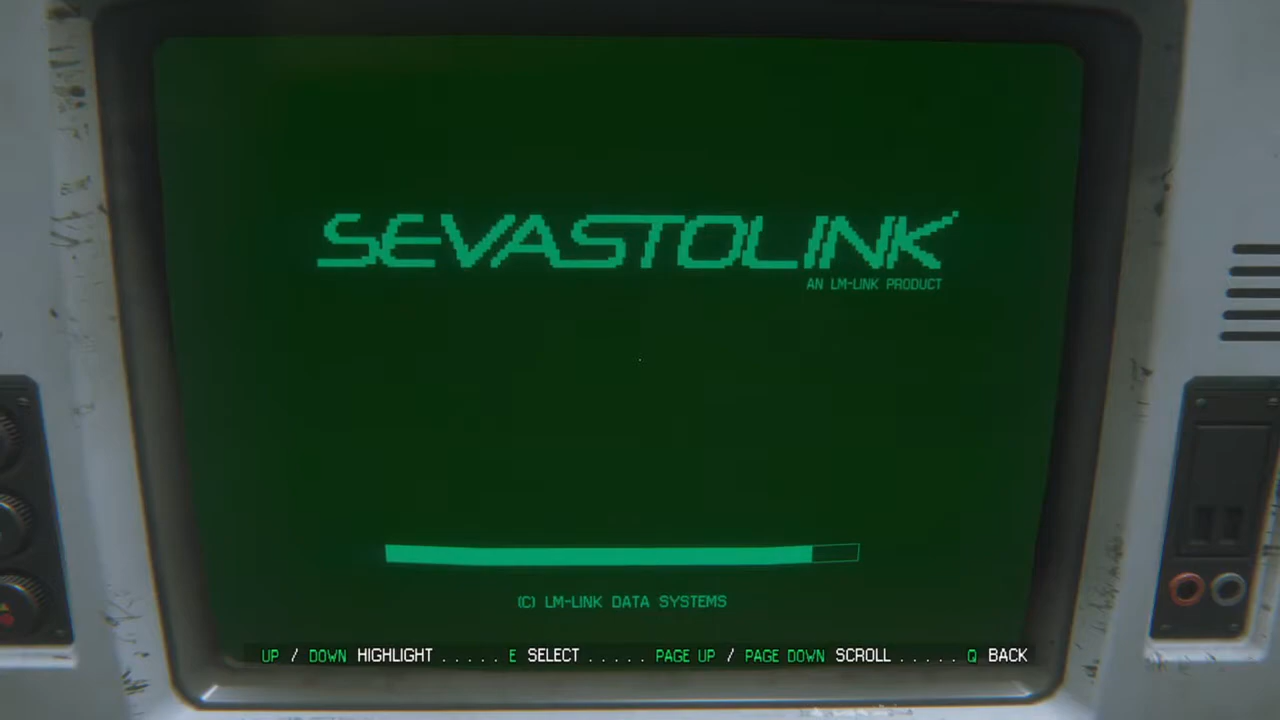 SEVASTOLINK
AN LM-LINK PRODUCT
(C) LM-LINK DATA SYSTEMS
UP / DOWN HIGHLIGHT ..... E SELECT ..... PAGE UP / PAGE DOWN SCROLL ..... Q BACK